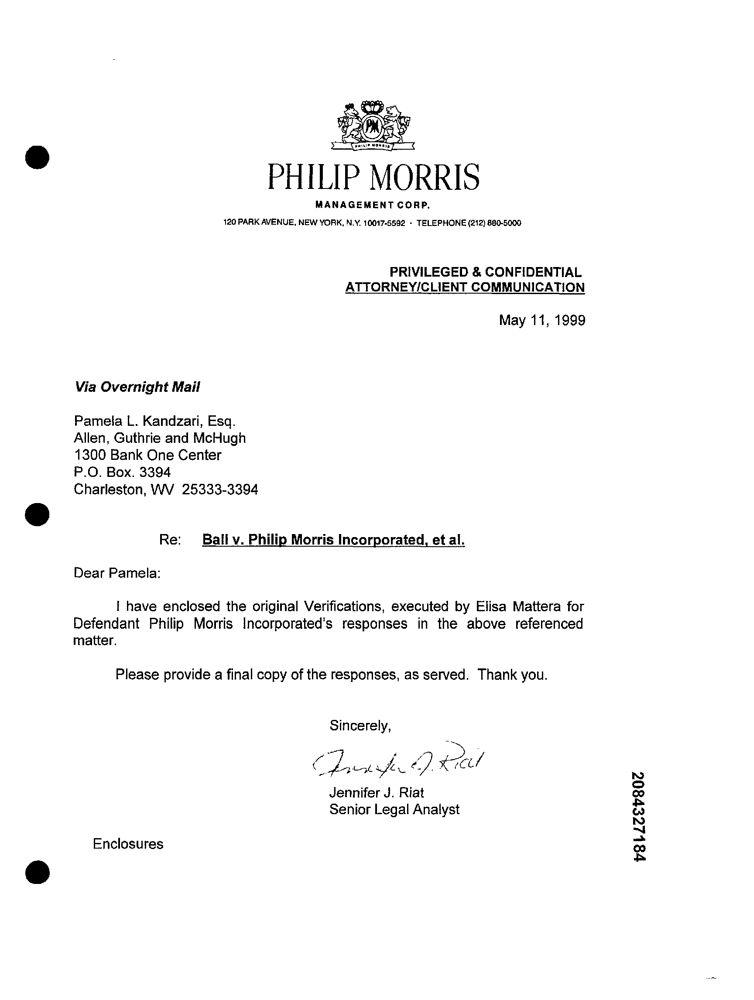 PM
PHILIP MORRIS
PHILIP MORRIS
MANAGEMENT CORP.
120 PARK AVENUE, NEW YORK, N.Y. 10017-5592 · TELEPHONE (212) 880-5000
PRIVILEGED & CONFIDENTIAL
ATTORNEY/CLIENT COMMUNICATION
May 11, 1999
Via Overnight Mail
Pamela L. Kandzari, Esq.
Allen, Guthrie and McHugh
1300 Bank One Center
P.O. Box. 3394
Charleston, WV 25333-3394
Re: Ball v. Philip Morris Incorporated, et al.
Dear Pamela:
I have enclosed the original Verifications, executed by Elisa Mattera for
Defendant Philip Morris Incorporated's responses in the above referenced
matter.
Please provide a final copy of the responses, as served. Thank you.
Sincerely,
Jennifer J. Riat
Jennifer J. Riat
Senior Legal Analyst
Enclosures
2084327184